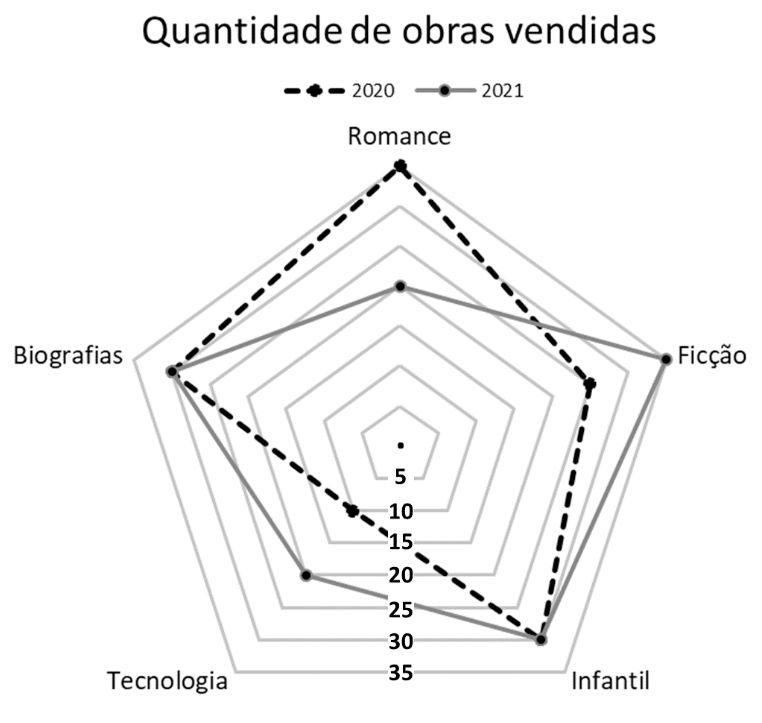 Quantidade de obras vendidas
2020 2021
Romance
Biografias
Ficção
5
10
15
20
25
30
35
Tecnologia
Infantil